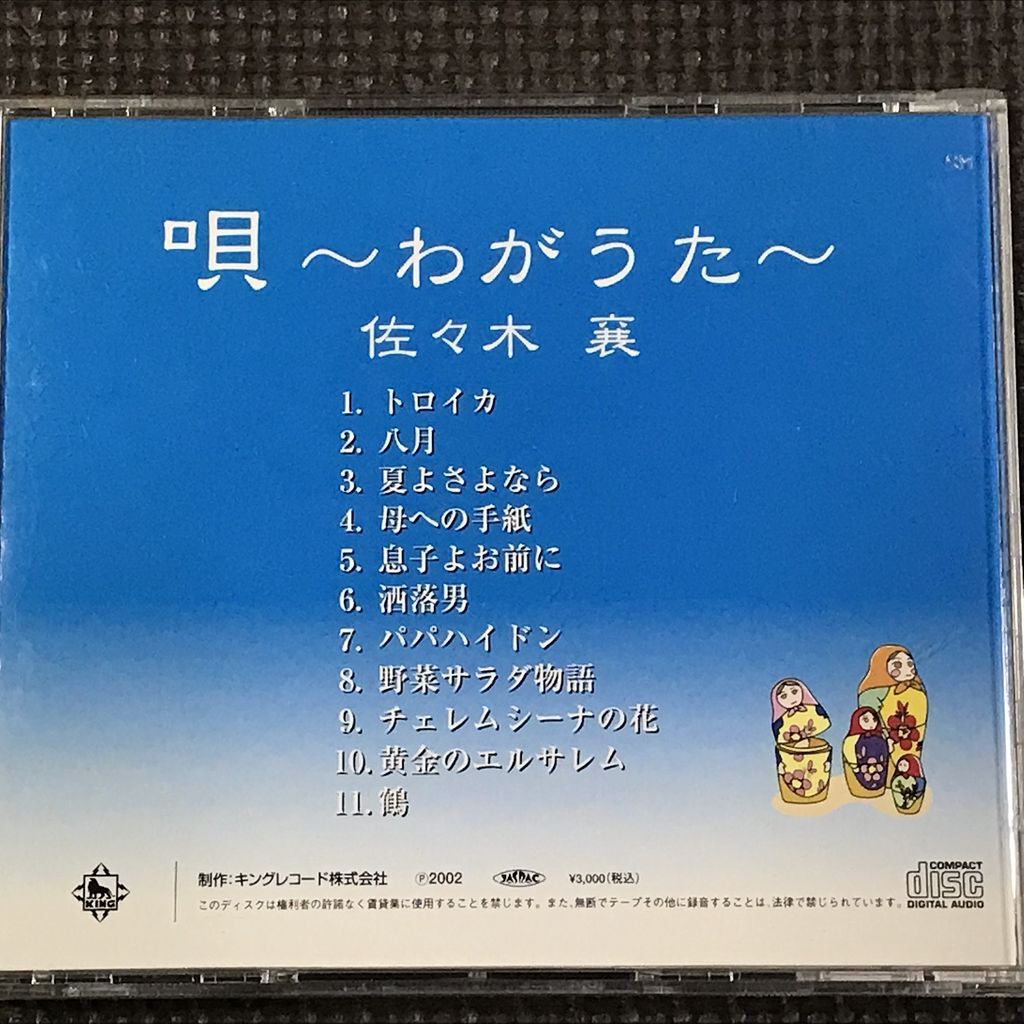 唄 〜わがうた〜
佐々木 襄
1. トロイカ
2. 八月
3. 夏よさよなら
4. 母への手紙
5. 息子よお前に
6. 洒落男
7. パパハイドン
8. 野菜サラダ物語
9. チェレムシーナの花
10. 黄金のエルサレム
11. 鶴
KING
制作:キングレコード株式会社 Ⓟ2002 JASRAC ¥3,000(税込)
このディスクは権利者の許諾なく賃貸業に使用することを禁じます。また、無断でテープその他に録音することは、法律で禁じられています。
COMPACT
disc
DIGITAL AUDIO